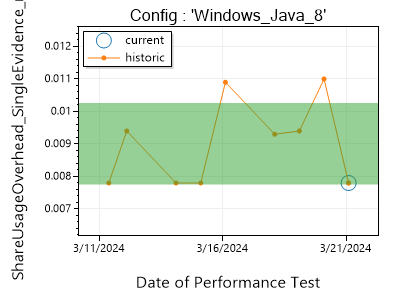 Config : 'Windows_Java_8'
current
historic
0.012
0.011
0.01
0.009
0.008
0.007
ShareUsageOverhead_SingleEvidence_
3/11/2024
3/16/2024
3/21/2024
Date of Performance Test